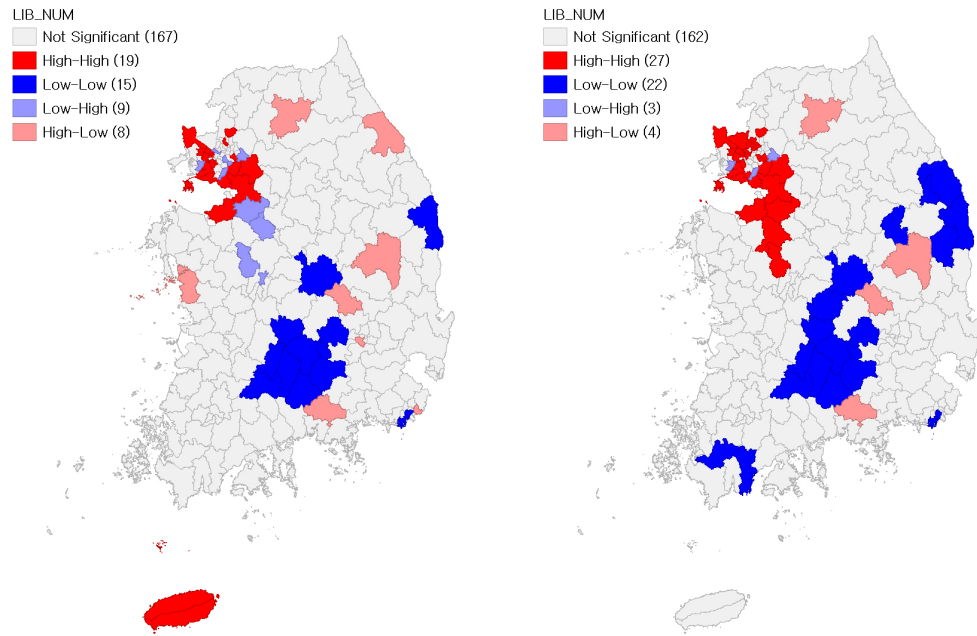 LIB_NUM
Not Significant (167)
High-High (19)
Low-Low (15)
Low-High (9)
High-Low (8)
LIB_NUM
Not Significant (162)
High-High (27)
Low-Low (22)
Low-High (3)
High-Low (4)